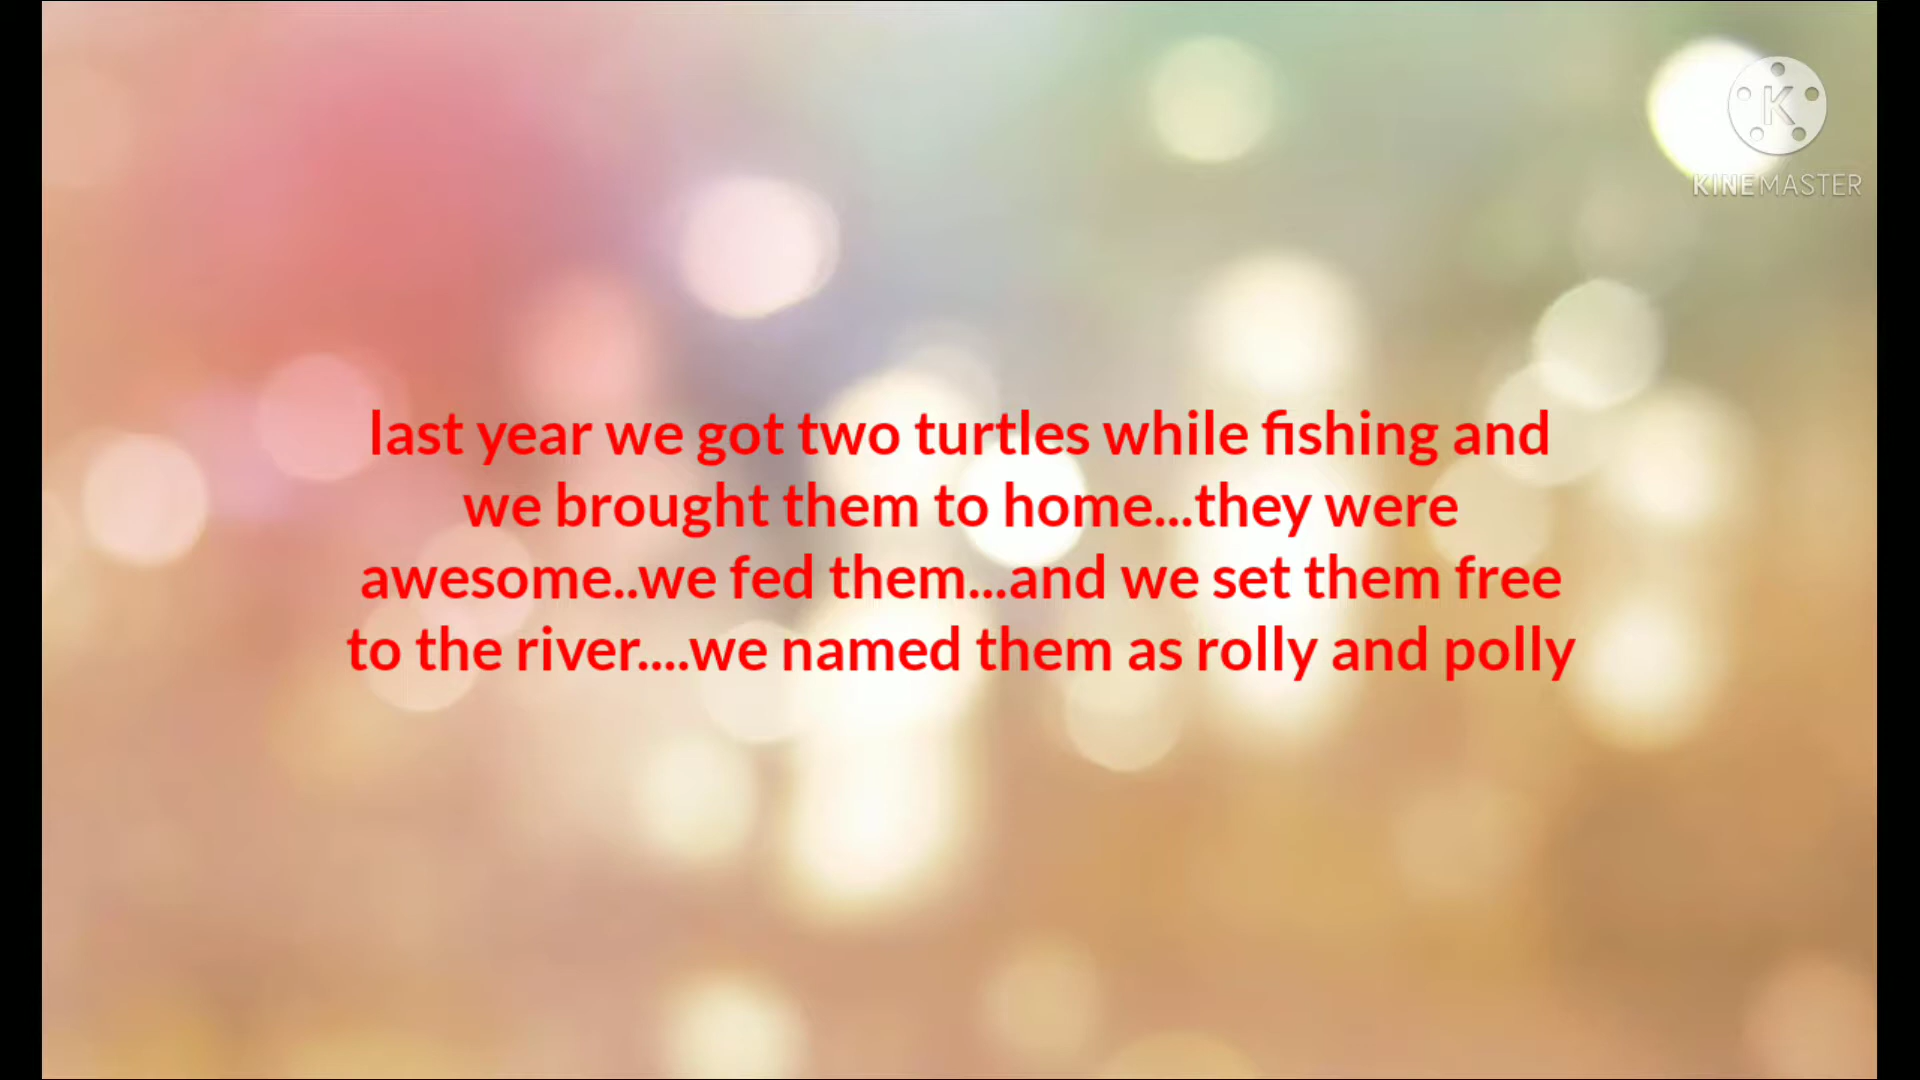 K
KINEMASTER
last year we got two turtles while fishing and
we brought them to home...they were
awesome..we fed them...and we set them free
to the river....we named them as rolly and polly